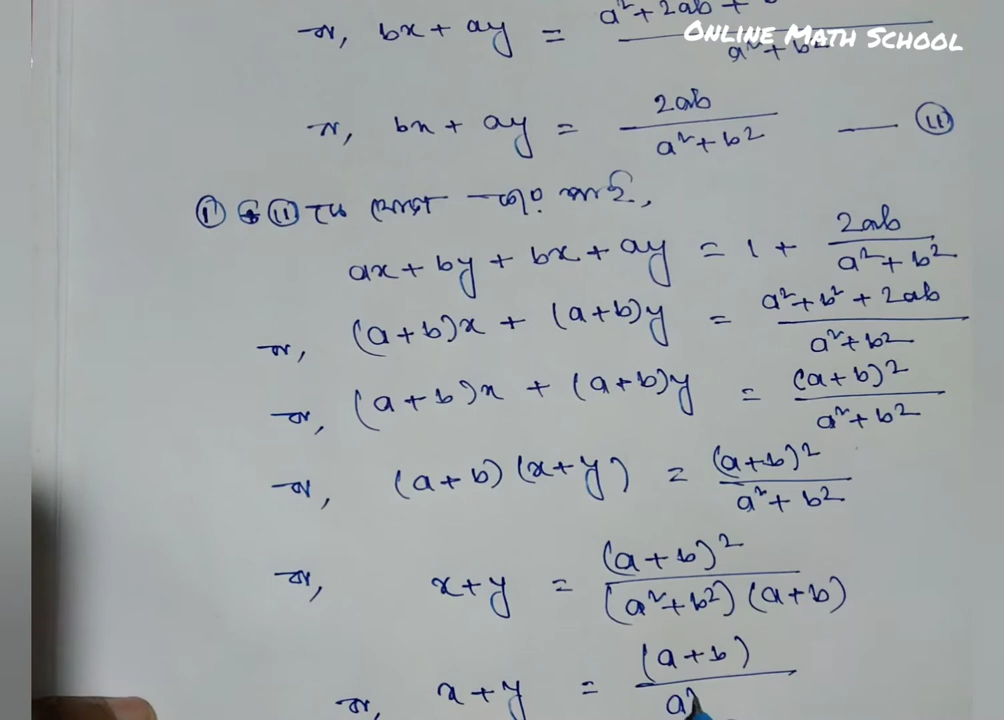 বা, bx + ay = a² + 2ab +
a² + b²
ONLINE MATH SCHOOL
বা, bx + ay = 2ab / a² + b² —— (ii)
(i) ও (ii) নং
ax + by + bx + ay = 1 + 2ab / a² + b²
বা, (a+b)x + (a+b)y = a² + b² + 2ab / a² + b²
বা, (a+b)x + (a+b)y = (a+b)² / a² + b²
বা, (a+b)(x+y) = (a+b)² / a² + b²
বা, x+y = (a+b)² / (a²+b²)(a+b)
বা, x+y = (a+b) / a²